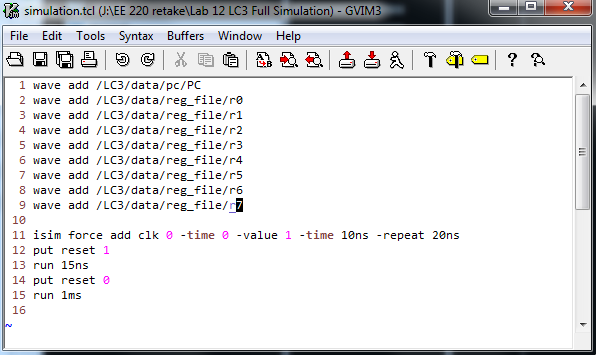 simulation.tcl (J:\EE 220 retake\Lab 12 LC3 Full Simulation) - GVIM3
File Edit Tools Syntax Buffers Window Help
1 wave add /LC3/data/pc/PC
2 wave add /LC3/data/reg_file/r0
3 wave add /LC3/data/reg_file/r1
4 wave add /LC3/data/reg_file/r2
5 wave add /LC3/data/reg_file/r3
6 wave add /LC3/data/reg_file/r4
7 wave add /LC3/data/reg_file/r5
8 wave add /LC3/data/reg_file/r6
9 wave add /LC3/data/reg_file/r7
10
11 isim force add clk 0 -time 0 -value 1 -time 10ns -repeat 20ns
12 put reset 1
13 run 15ns
14 put reset 0
15 run 1ms
16
~